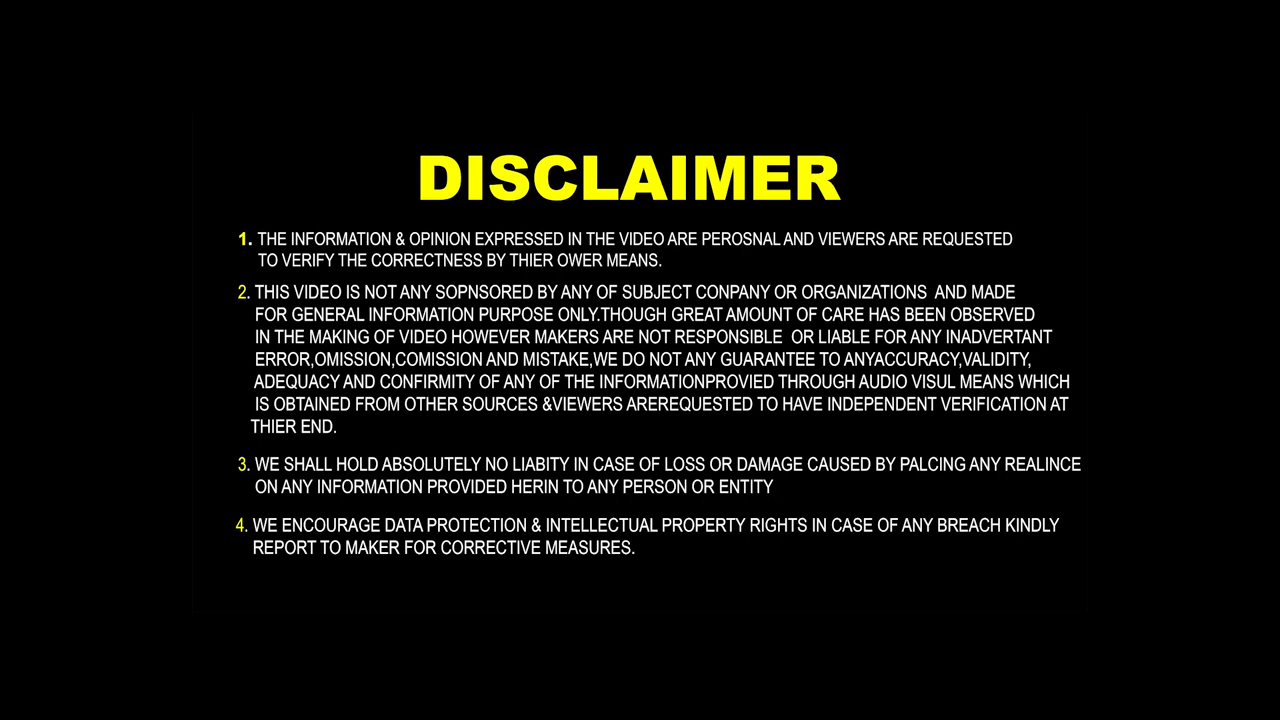 DISCLAIMER
1. THE INFORMATION & OPINION EXPRESSED IN THE VIDEO ARE PEROSNAL AND VIEWERS ARE REQUESTED
TO VERIFY THE CORRECTNESS BY THIER OWER MEANS.
2. THIS VIDEO IS NOT ANY SOPNSORED BY ANY OF SUBJECT CONPANY OR ORGANIZATIONS AND MADE
FOR GENERAL INFORMATION PURPOSE ONLY.THOUGH GREAT AMOUNT OF CARE HAS BEEN OBSERVED
IN THE MAKING OF VIDEO HOWEVER MAKERS ARE NOT RESPONSIBLE OR LIABLE FOR ANY INADVERTANT
ERROR,OMISSION,COMISSION AND MISTAKE,WE DO NOT ANY GUARANTEE TO ANYACCURACY,VALIDITY,
ADEQUACY AND CONFIRMITY OF ANY OF THE INFORMATIONPROVIED THROUGH AUDIO VISUL MEANS WHICH
IS OBTAINED FROM OTHER SOURCES &VIEWERS AREREQUESTED TO HAVE INDEPENDENT VERIFICATION AT
THIER END.
3. WE SHALL HOLD ABSOLUTELY NO LIABITY IN CASE OF LOSS OR DAMAGE CAUSED BY PALCING ANY REALINCE
ON ANY INFORMATION PROVIDED HERIN TO ANY PERSON OR ENTITY
4. WE ENCOURAGE DATA PROTECTION & INTELLECTUAL PROPERTY RIGHTS IN CASE OF ANY BREACH KINDLY
REPORT TO MAKER FOR CORRECTIVE MEASURES.